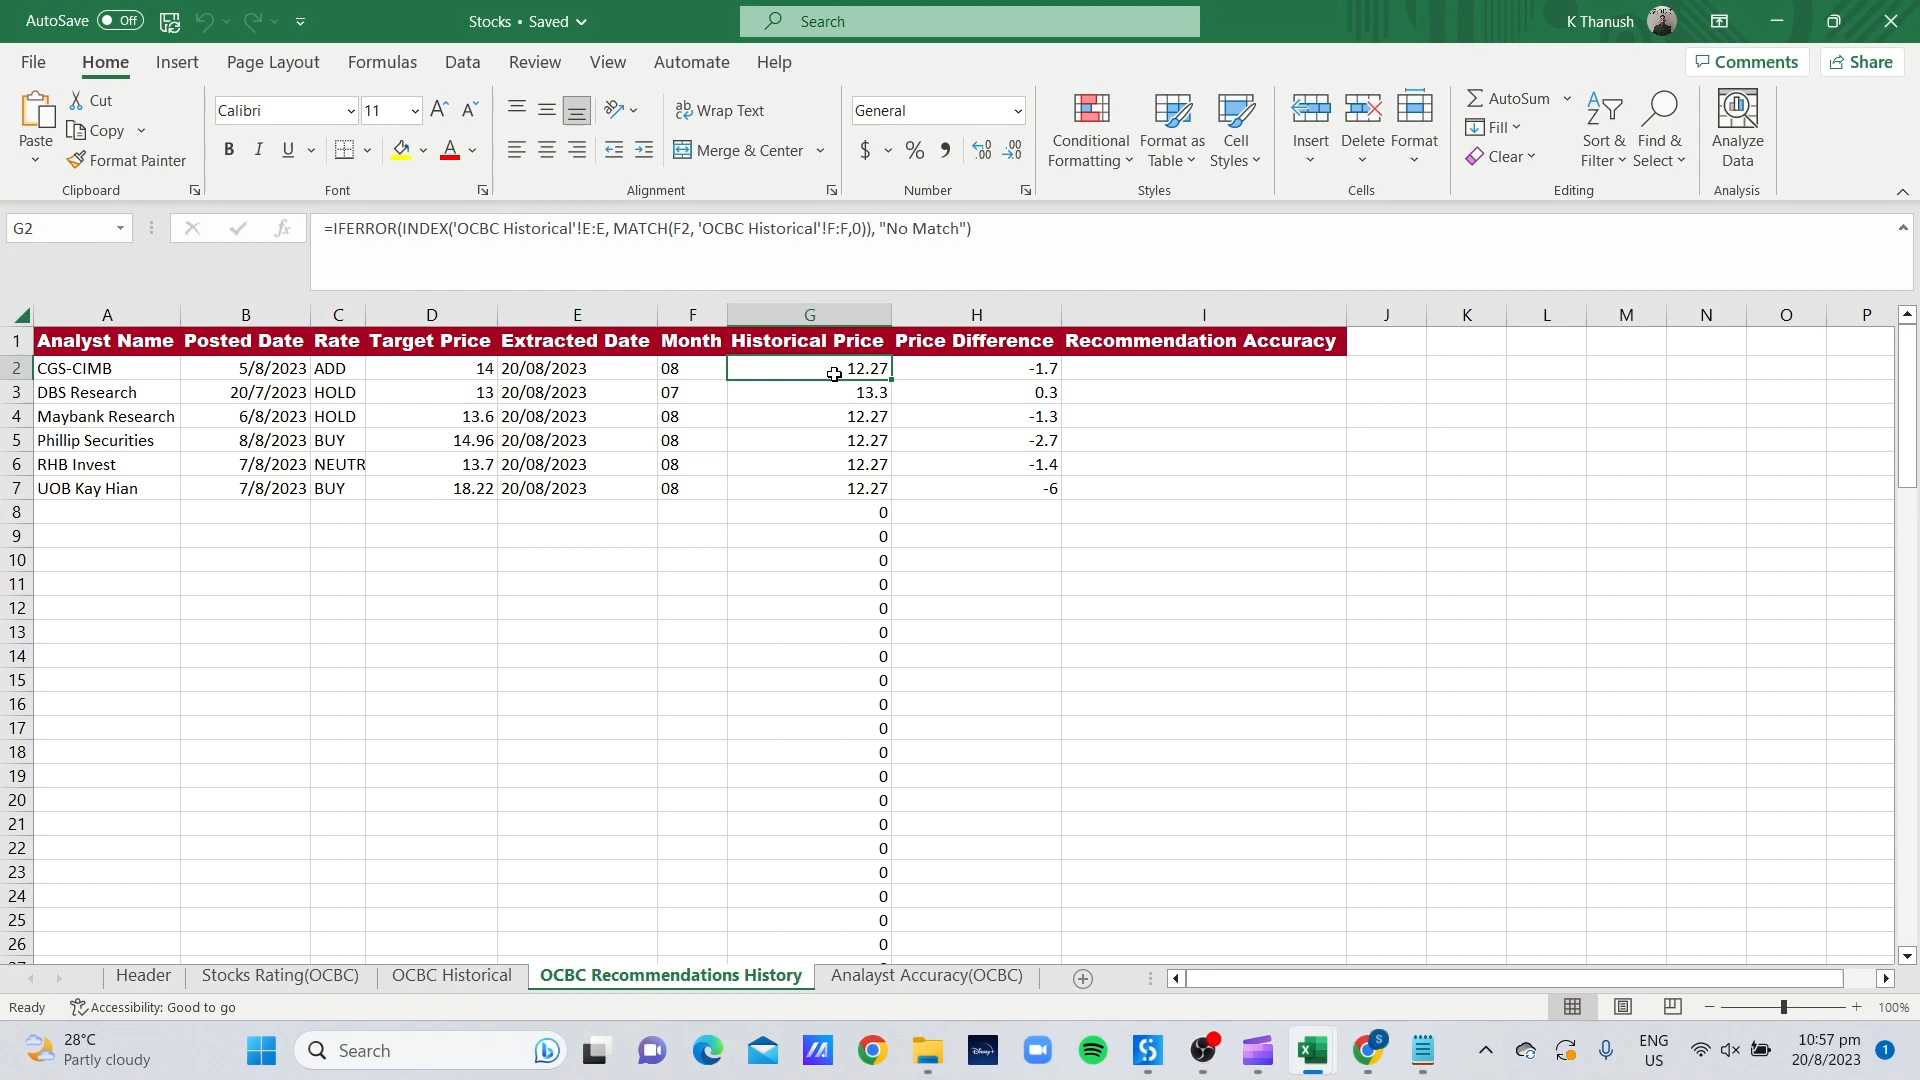 AutoSave Off Stocks • Saved Search K Thanush
File Home Insert Page Layout Formulas Data Review View Automate Help Comments Share
Paste Cut Copy Format Painter Clipboard
Calibri 11 B I U A Font
Wrap Text Merge & Center Alignment
General $ % Number
Conditional Formatting Format as Table Cell Styles Styles
Insert Delete Format Cells
AutoSum Fill Clear Sort & Filter Find & Select Editing
Analyze Data Analysis
G2 fx =IFERROR(INDEX('OCBC Historical'!E:E, MATCH(F2, 'OCBC Historical'!F:F,0)), "No Match")
A B C D E F G H I J K L M N O P
1 Analyst Name Posted Date Rate Target Price Extracted Date Month Historical Price Price Difference Recommendation Accuracy
2 CGS-CIMB 5/8/2023 ADD 14 20/08/2023 08 12.27 -1.7
3 DBS Research 20/7/2023 HOLD 13 20/08/2023 07 13.3 0.3
4 Maybank Research 6/8/2023 HOLD 13.6 20/08/2023 08 12.27 -1.3
5 Phillip Securities 8/8/2023 BUY 14.96 20/08/2023 08 12.27 -2.7
6 RHB Invest 7/8/2023 NEUTR 13.7 20/08/2023 08 12.27 -1.4
7 UOB Kay Hian 7/8/2023 BUY 18.22 20/08/2023 08 12.27 -6
8 0
9 0
10 0
11 0
12 0
13 0
14 0
15 0
16 0
17 0
18 0
19 0
20 0
21 0
22 0
23 0
24 0
25 0
26 0
Header Stocks Rating(OCBC) OCBC Historical OCBC Recommendations History Analayst Accuracy(OCBC)
Ready Accessibility: Good to go 100%
28°C Partly cloudy Search ENG US 10:57 pm 20/8/2023 1